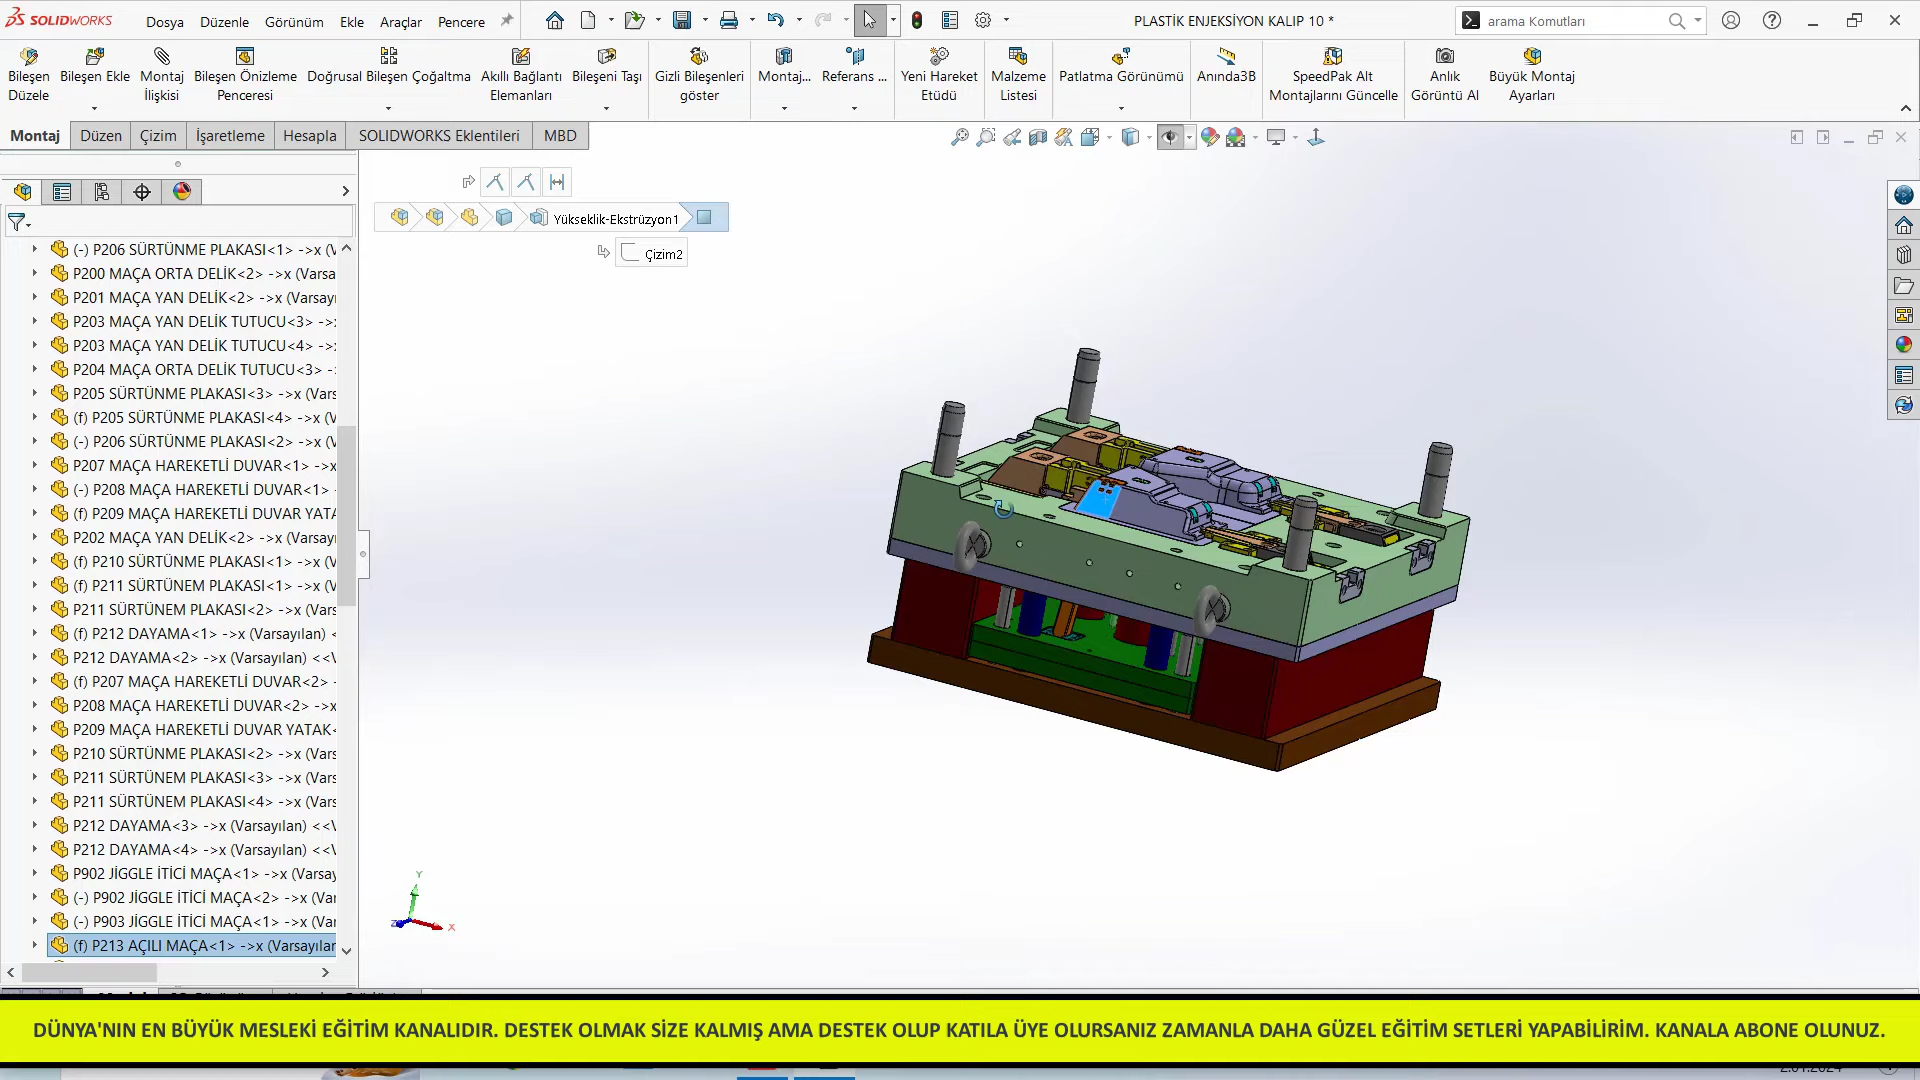 SOLIDWORKS
Dosya
Düzenle
Görünüm
Ekle
Araçlar
Pencere
PLASTİK ENJEKSİYON KALIP 10 *
arama Komutları
Bileşen Düzele
Bileşen Ekle
Montaj İlişkisi
Bileşen Önizleme Penceresi
Doğrusal Bileşen Çoğaltma
Akıllı Bağlantı Elemanları
Bileşeni Taşı
Gizli Bileşenleri göster
Montaj...
Referans ...
Yeni Hareket Etüdü
Malzeme Listesi
Patlatma Görünümü
Anında3B
SpeedPak Alt Montajlarını Güncelle
Anlık Görüntü Al
Büyük Montaj Ayarları
Montaj
Düzen
Çizim
İşaretleme
Hesapla
SOLIDWORKS Eklentileri
MBD
Yükseklik-Ekstrüzyon1
Çizim2
(-) P206 SÜRTÜNME PLAKASI<1> ->x (V
P200 MAÇA ORTA DELİK<2> ->x (Varsa
P201 MAÇA YAN DELİK<2> ->x (Varsayı
P203 MAÇA YAN DELİK TUTUCU<3> ->x
P203 MAÇA YAN DELİK TUTUCU<4> ->x
P204 MAÇA ORTA DELİK TUTUCU<3> -
P205 SÜRTÜNME PLAKASI<3> ->x (Vars
(f) P205 SÜRTÜNME PLAKASI<4> ->x (V
(-) P206 SÜRTÜNME PLAKASI<2> ->x (V
P207 MAÇA HAREKETLİ DUVAR<1> ->x
(-) P208 MAÇA HAREKETLİ DUVAR<1> -
(f) P209 MAÇA HAREKETLİ DUVAR YATA
P202 MAÇA YAN DELİK<2> ->x (Varsayı
(f) P210 SÜRTÜNME PLAKASI<1> ->x (V
(f) P211 SÜRTÜNEM PLAKASI<1> ->x (V
P211 SÜRTÜNEM PLAKASI<2> ->x (Vars
(f) P212 DAYAMA<1> ->x (Varsayılan) <
P212 DAYAMA<2> ->x (Varsayılan) <<V
(f) P207 MAÇA HAREKETLİ DUVAR<2> -
P208 MAÇA HAREKETLİ DUVAR<2> ->x
P209 MAÇA HAREKETLİ DUVAR YATAK<
P210 SÜRTÜNME PLAKASI<2> ->x (Vars
P211 SÜRTÜNEM PLAKASI<3> ->x (Vars
P211 SÜRTÜNEM PLAKASI<4> ->x (Vars
P212 DAYAMA<3> ->x (Varsayılan) <<V
P212 DAYAMA<4> ->x (Varsayılan) <<V
P902 JİGGLE İTİCİ MAÇA<1> ->x (Varsay
(-) P902 JİGGLE İTİCİ MAÇA<2> ->x (Var
(-) P903 JİGGLE İTİCİ MAÇA<1> ->x (Var
(f) P213 AÇILI MAÇA<1> ->x (Varsayılar
Y
X
Z
DÜNYA'NIN EN BÜYÜK MESLEKİ EĞİTİM KANALIDIR. DESTEK OLMAK SİZE KALMIŞ AMA DESTEK OLUP KATILA ÜYE OLURSANIZ ZAMANLA DAHA GÜZEL EĞİTİM SETLERİ YAPABİLİRİM. KANALA ABONE OLUNUZ.